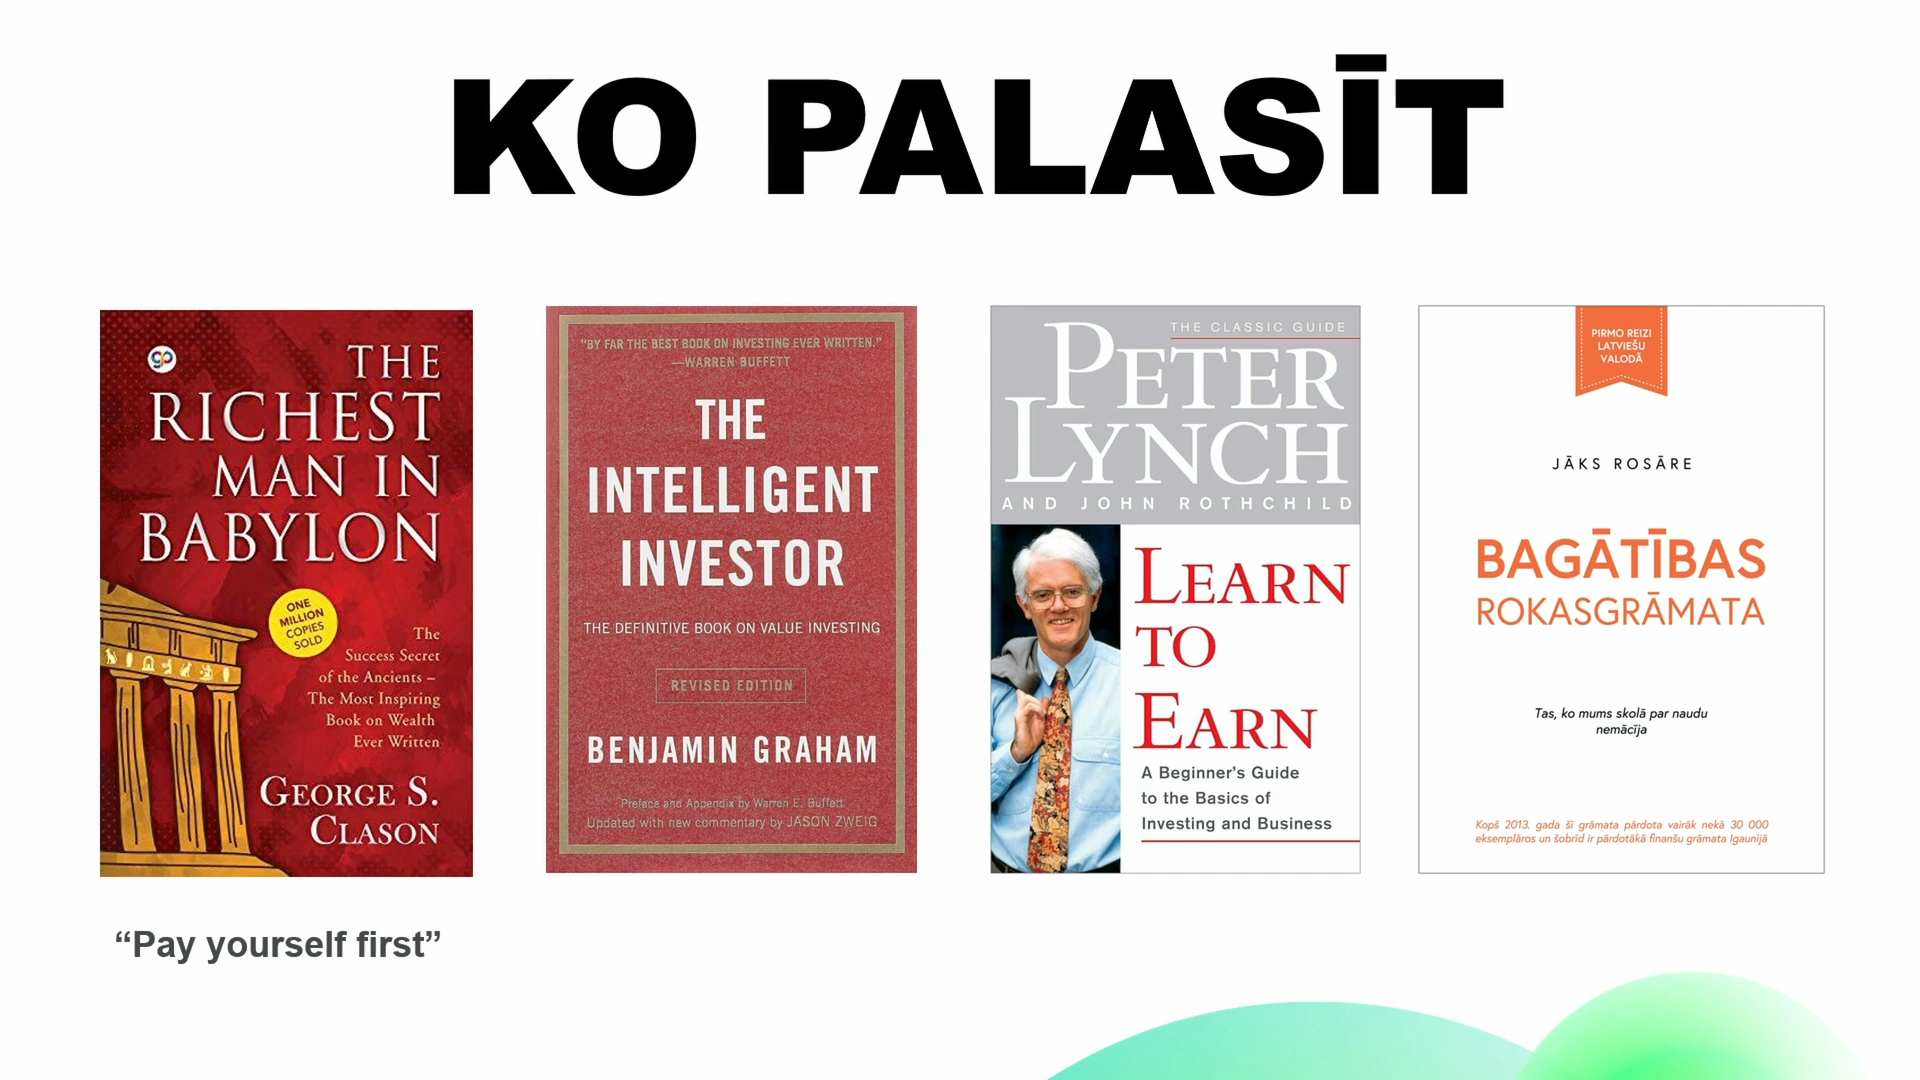 KO PALASĪT
go
THE
RICHEST
MAN IN
BABYLON
ONE
MILLION
COPIES
SOLD
The
Success Secret
of the Ancients –
The Most Inspiring
Book on Wealth
Ever Written
GEORGE S.
CLASON
“BY FAR THE BEST BOOK ON INVESTING EVER WRITTEN.”
—WARREN BUFFETT
THE
INTELLIGENT
INVESTOR
THE DEFINITIVE BOOK ON VALUE INVESTING
REVISED EDITION
BENJAMIN GRAHAM
Preface and Appendix by Warren E. Buffett
Updated with new commentary by JASON ZWEIG
THE CLASSIC GUIDE
PETER
LYNCH
AND JOHN ROTHCHILD
LEARN
TO
EARN
A Beginner’s Guide
to the Basics of
Investing and Business
PIRMO REIZI
LATVIEŠU
VALODĀ
JĀKS ROSĀRE
BAGĀTĪBAS
ROKASGRĀMATA
Tas, ko mums skolā par naudu
nemācīja
Kopš 2013. gada šī grāmata pārdota vairāk nekā 30 000
eksemplāros un šobrīd ir pārdotākā finanšu grāmata Igaunijā
“Pay yourself first”